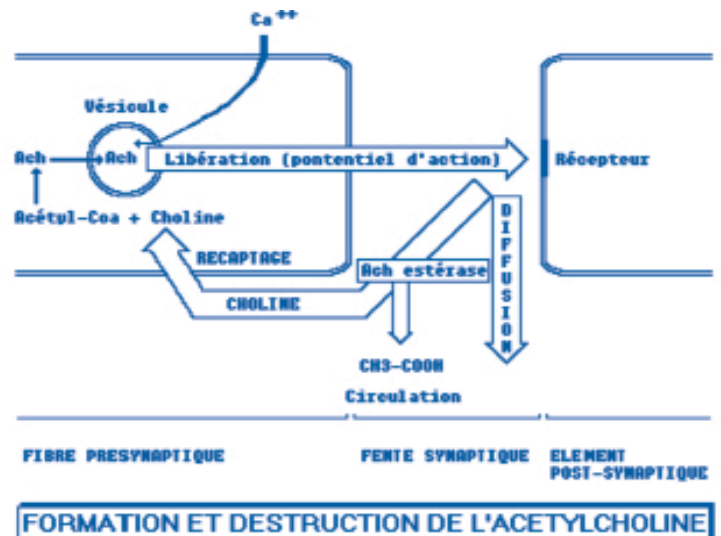 Ca++
Vésicule
Ach
Ach
Libération (pontentiel d'action)
Récepteur
Acétyl-Coa + Choline
DIFFUSION
RECAPTAGE
Ach estérase
CHOLINE
CH3-COOH
Circulation
FIBRE PRESYNAPTIQUE
FENTE SYNAPTIQUE
ELEMENT
POST-SYNAPTIQUE
FORMATION ET DESTRUCTION DE L'ACETYLCHOLINE